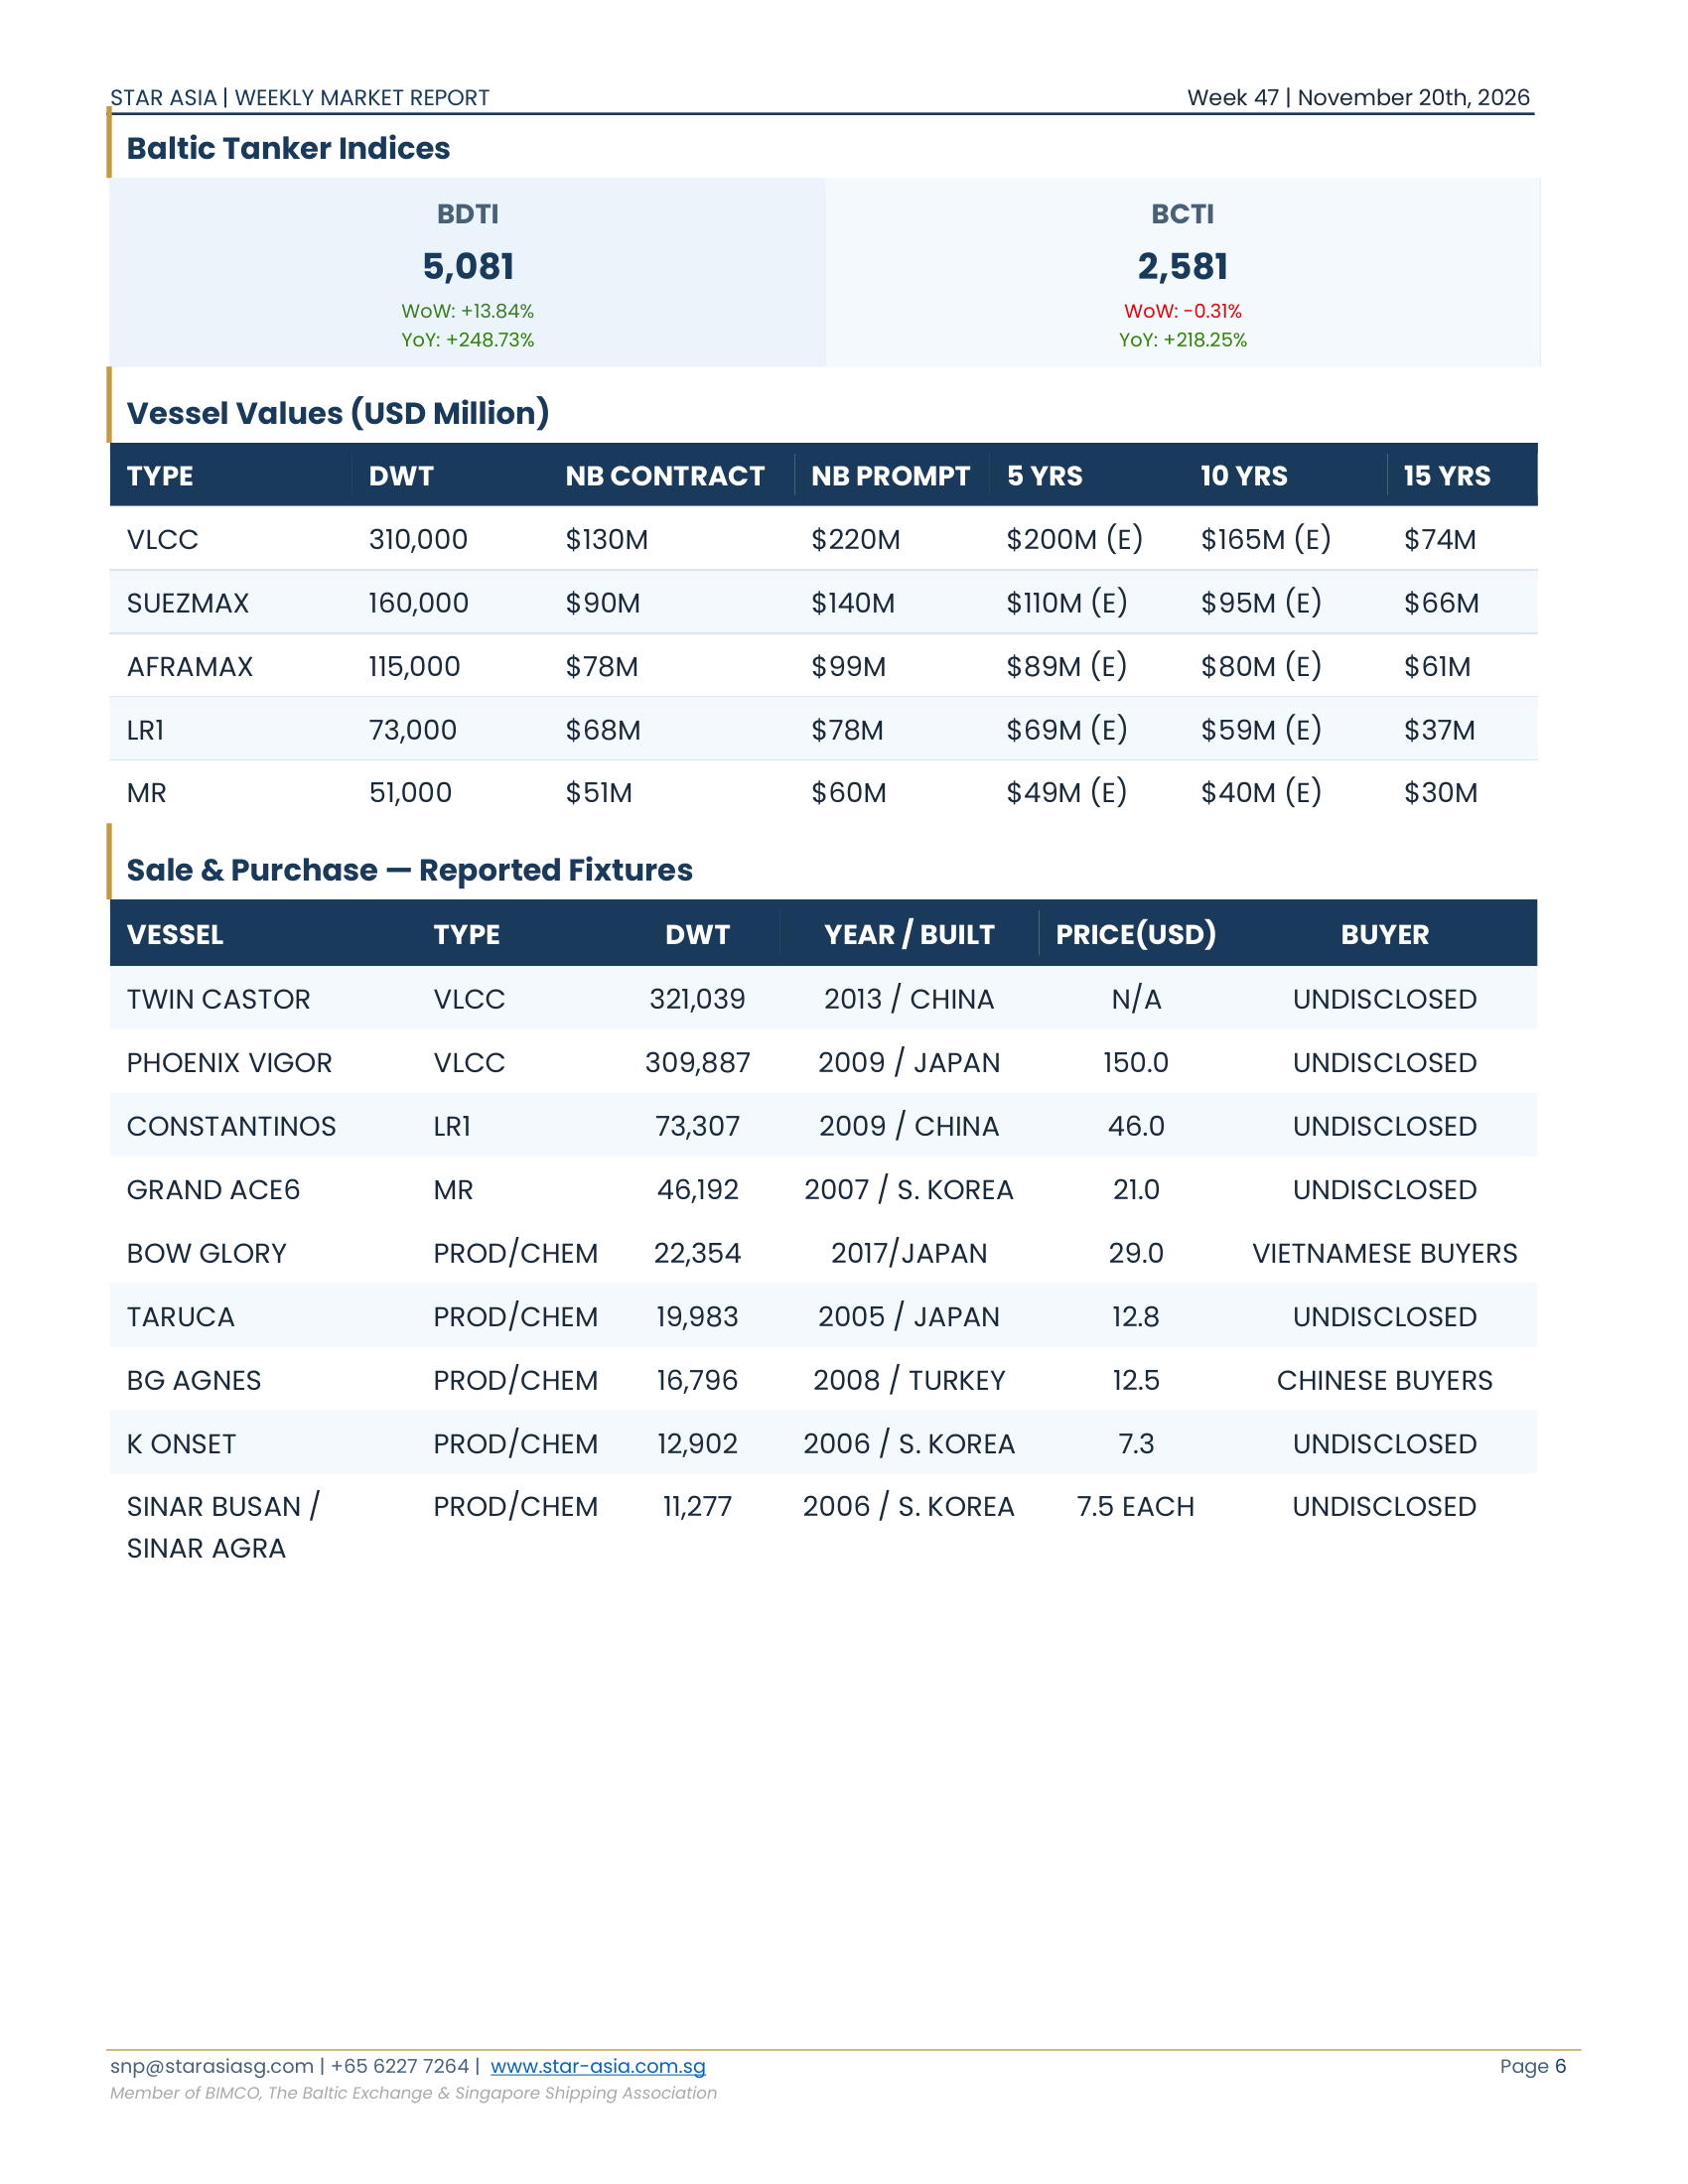 STAR ASIA | WEEKLY MARKET REPORT Week 47 | November 20th, 2026
Baltic Tanker Indices
BDTI BCTI
5,081 2,581
WoW: +13.84% WoW: -0.31%
YoY: +248.73% YoY: +218.25%
Vessel Values (USD Million)
TYPE DWT NB CONTRACT NB PROMPT 5 YRS 10 YRS 15 YRS
VLCC 310,000 $130M $220M $200M (E) $165M (E) $74M
SUEZMAX 160,000 $90M $140M $110M (E) $95M (E) $66M
AFRAMAX 115,000 $78M $99M $89M (E) $80M (E) $61M
LR1 73,000 $68M $78M $69M (E) $59M (E) $37M
MR 51,000 $51M $60M $49M (E) $40M (E) $30M
Sale & Purchase — Reported Fixtures
VESSEL TYPE DWT YEAR / BUILT PRICE(USD) BUYER
TWIN CASTOR VLCC 321,039 2013 / CHINA N/A UNDISCLOSED
PHOENIX VIGOR VLCC 309,887 2009 / JAPAN 150.0 UNDISCLOSED
CONSTANTINOS LR1 73,307 2009 / CHINA 46.0 UNDISCLOSED
GRAND ACE6 MR 46,192 2007 / S. KOREA 21.0 UNDISCLOSED
BOW GLORY PROD/CHEM 22,354 2017/JAPAN 29.0 VIETNAMESE BUYERS
TARUCA PROD/CHEM 19,983 2005 / JAPAN 12.8 UNDISCLOSED
BG AGNES PROD/CHEM 16,796 2008 / TURKEY 12.5 CHINESE BUYERS
K ONSET PROD/CHEM 12,902 2006 / S. KOREA 7.3 UNDISCLOSED
SINAR BUSAN / PROD/CHEM 11,277 2006 / S. KOREA 7.5 EACH UNDISCLOSED
SINAR AGRA
snp@starasiasg.com | +65 6227 7264 | www.star-asia.com.sg Page 6
Member of BIMCO, The Baltic Exchange & Singapore Shipping Association